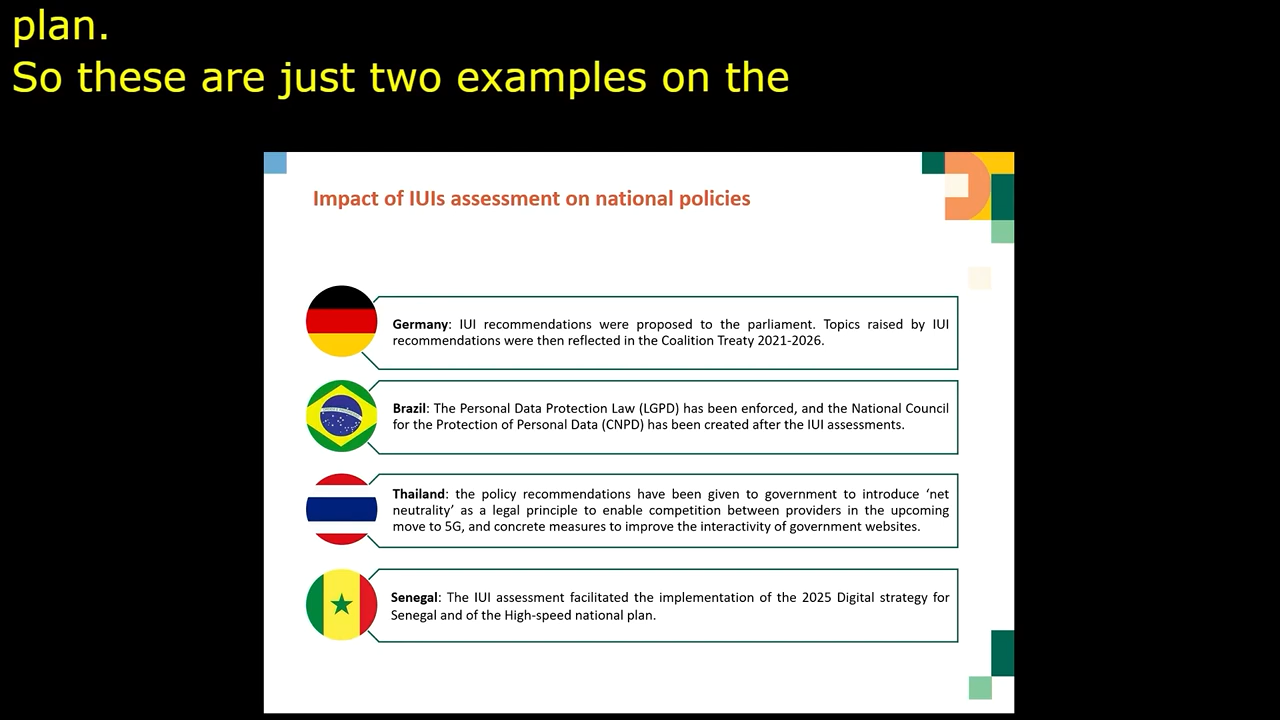 plan.
So these are just two examples on the
Impact of IUIs assessment on national policies
Germany: IUI recommendations were proposed to the parliament. Topics raised by IUI
recommendations were then reflected in the Coalition Treaty 2021-2026.
Brazil: The Personal Data Protection Law (LGPD) has been enforced, and the National Council
for the Protection of Personal Data (CNPD) has been created after the IUI assessments.
Thailand: the policy recommendations have been given to government to introduce ‘net
neutrality’ as a legal principle to enable competition between providers in the upcoming
move to 5G, and concrete measures to improve the interactivity of government websites.
Senegal: The IUI assessment facilitated the implementation of the 2025 Digital strategy for
Senegal and of the High-speed national plan.